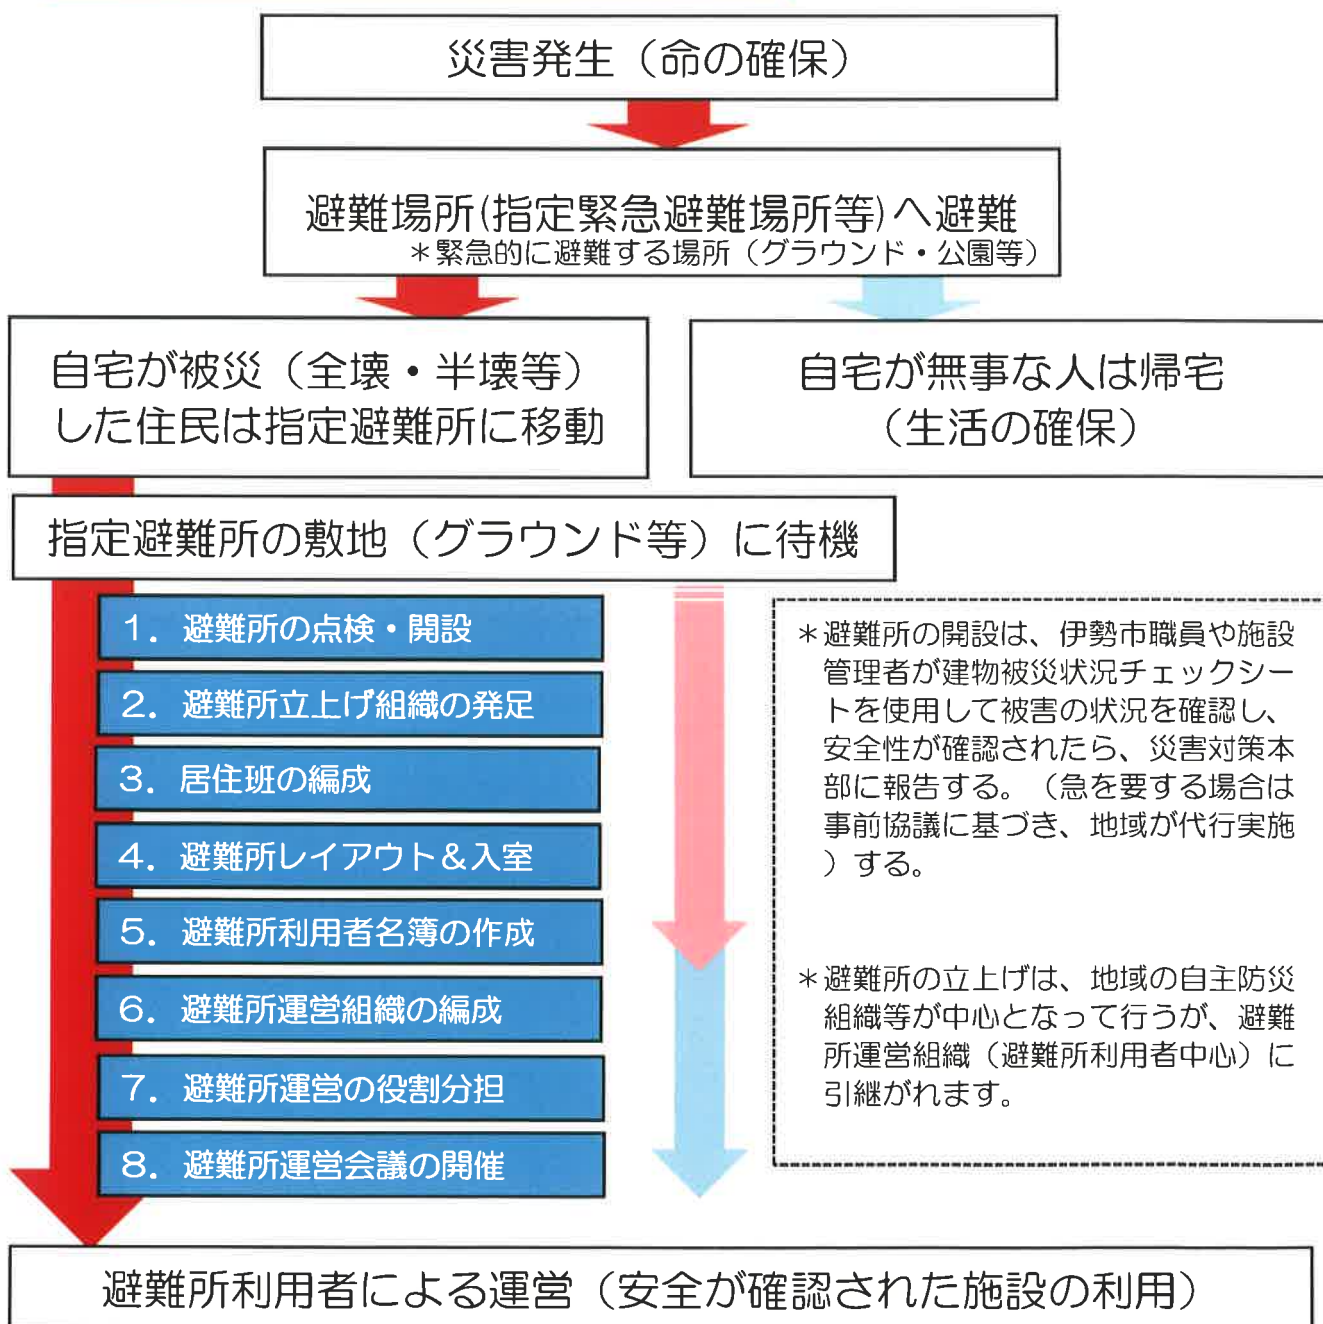 災害発生（命の確保）
避難場所(指定緊急避難場所等)へ避難
＊緊急的に避難する場所（グラウンド・公園等）
自宅が被災（全壊・半壊等）
した住民は指定避難所に移動
自宅が無事な人は帰宅
（生活の確保）
指定避難所の敷地（グラウンド等）に待機
１．避難所の点検・開設
２．避難所立上げ組織の発足
３．居住班の編成
４．避難所レイアウト＆入室
５．避難所利用者名簿の作成
６．避難所運営組織の編成
７．避難所運営の役割分担
８．避難所運営会議の開催
＊避難所の開設は、伊勢市職員や施設
管理者が建物被災状況チェックシー
トを使用して被害の状況を確認し、
安全性が確認されたら、災害対策本
部に報告する。（急を要する場合は
事前協議に基づき、地域が代行実施
）する。
＊避難所の立上げは、地域の自主防災
組織等が中心となって行うが、避難
所運営組織（避難所利用者中心）に
引継がれます。
避難所利用者による運営（安全が確認された施設の利用）